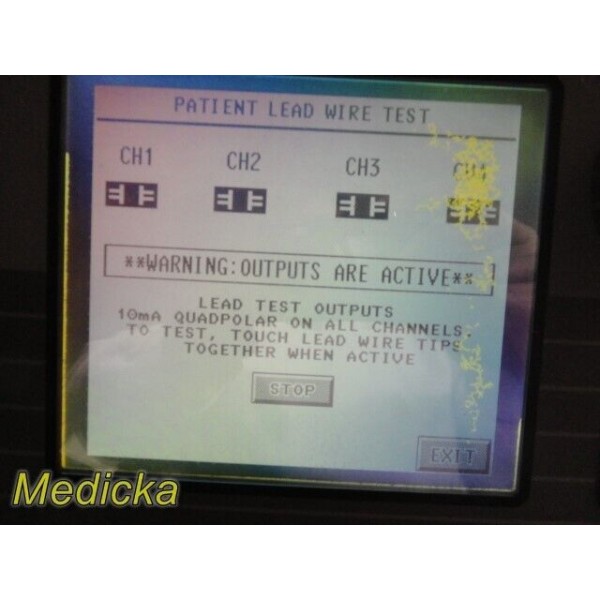 PATIENT LEAD WIRE TEST
CH1 CH2 CH3 CH4
**WARNING:OUTPUTS ARE ACTIVE**
LEAD TEST OUTPUTS
10mA QUADPOLAR ON ALL CHANNELS.
TO TEST, TOUCH LEAD WIRE TIPS
TOGETHER WHEN ACTIVE
STOP
EXIT
Medicka